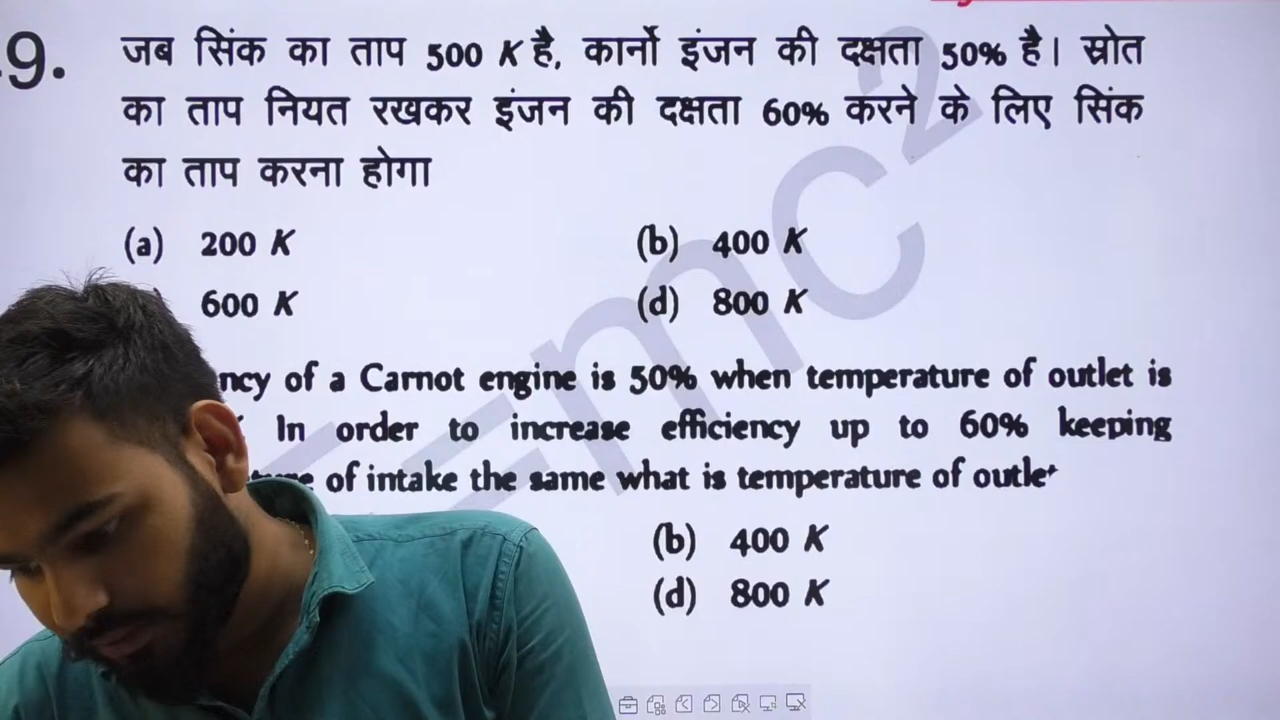 9.
जब सिंक का ताप 500 K है, कार्नो इंजन की दक्षता 50% है। स्रोत
का ताप नियत रखकर इंजन की दक्षता 60% करने के लिए सिंक
का ताप करना होगा
(a) 200 K (b) 400 K
600 K (d) 800 K
of a Carnot engine is 50% when temperature of outlet is
In order to increase efficiency up to 60% keeping
of intake the same what is temperature of
(b) 400 K
(d) 800 K
E=mc²